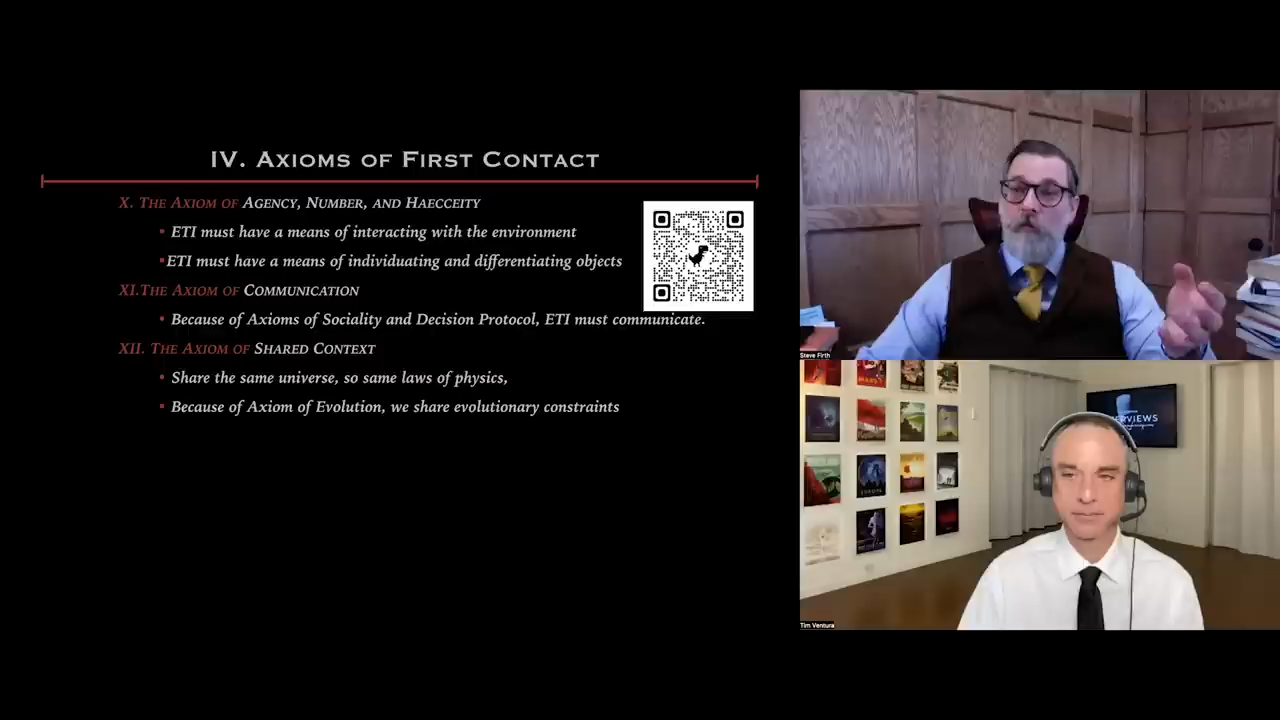 IV. Axioms of First Contact
X. The Axiom of Agency, Number, and Haecceity
▪ ETI must have a means of interacting with the environment
▪ETI must have a means of individuating and differentiating objects
XI.The Axiom of Communication
▪ Because of Axioms of Sociality and Decision Protocol, ETI must communicate.
XII. The Axiom of Shared Context
▪ Share the same universe, so same laws of physics,
▪ Because of Axiom of Evolution, we share evolutionary constraints
Steve Firth
MARS
ERVIEWS
EUROPA
Tim Ventura